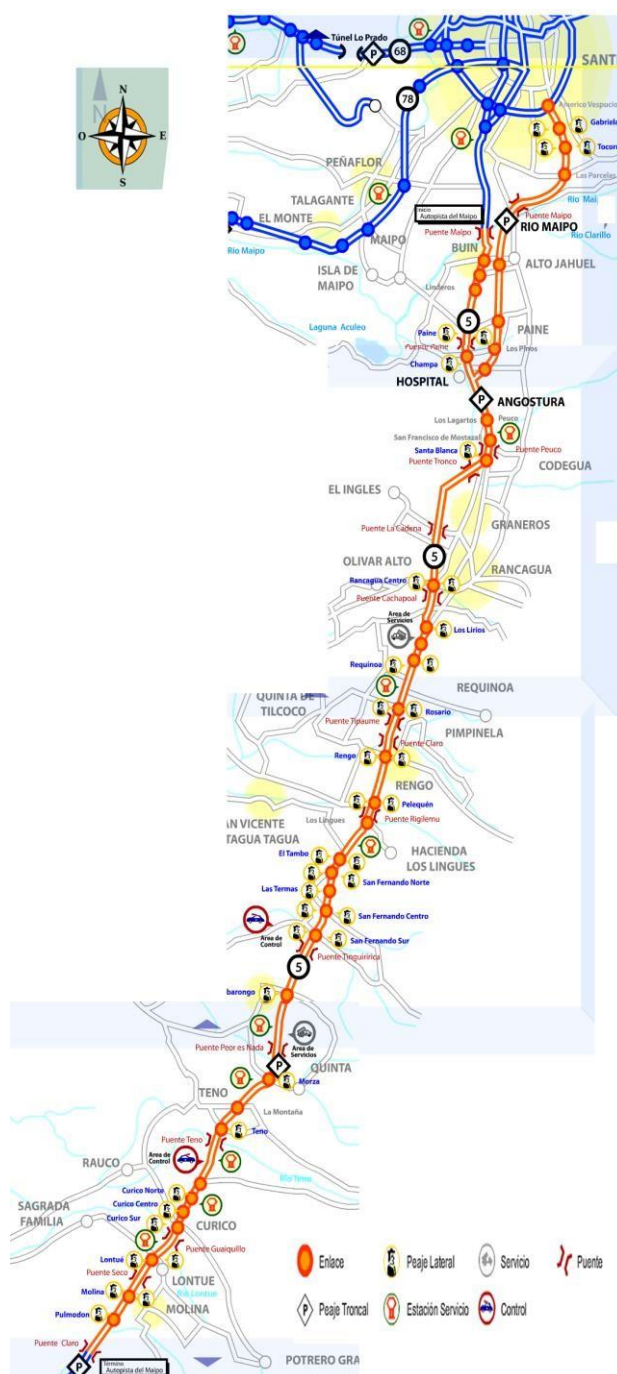 Túnel Lo Prado
P
68
SANT
N
O
E
S
N
78
Americo Vespucio
Gabriela
Tocorn
PEÑAFLOR
Las Parcelas
TALAGANTE
EL MONTE
Inicio
Autopista del Maipo
Rio Maip
Puente Maipo
P
RIO MAIPO
Rio Clarillo
Puente Maipo
MAIPO
BUIN
Rio Maipo
ALTO JAHUEL
ISLA DE
MAIPO
Linderos
5
Laguna Aculeo
Paine
PAINE
Puente Paine
Los Pinos
Champa
HOSPITAL
P
ANGOSTURA
Los Lagartos
Peuco
San Francisco de Mostazal
Santa Blanca
Puente Peuco
Puente Tronco
CODEGUA
EL INGLES
GRANEROS
Puente La Cadena
5
OLIVAR ALTO
RANCAGUA
Rancagua Centro
Puente Cachapoal
Area de
Servicios
Los Lirios
Requinoa
REQUINOA
QUINTA DE
TILCOCO
Rosario
Puente Tipaume
PIMPINELA
Puente Claro
Rengo
RENGO
Pelequén
Puente Rigilemu
Los Lingues
AN VICENTE
TAGUA TAGUA
HACIENDA
LOS LINGUES
El Tambo
San Fernando Norte
Las Termas
San Fernando Centro
Area de
Control
San Fernando Sur
Puente Tinguiririca
5
barongo
Puente Peor es Nada
Area de
Servicios
P
QUINTA
Morza
TENO
La Montaña
Teno
Puente Teno
Area de
Control
RAUCO
Rio Teno
Curico Norte
Curico Centro
Curico Sur
SAGRADA
FAMILIA
CURICO
Puente Guaiquillo
Lontué
Puente Seco
LONTUE
Rio Lontue
Molina
MOLINA
Pulmodon
Puente Claro
P
Término
Autopista del Maipo
POTRERO GRA
Enlace
Peaje Lateral
Servicio
Puente
P
Peaje Troncal
Estación Servicio
Control